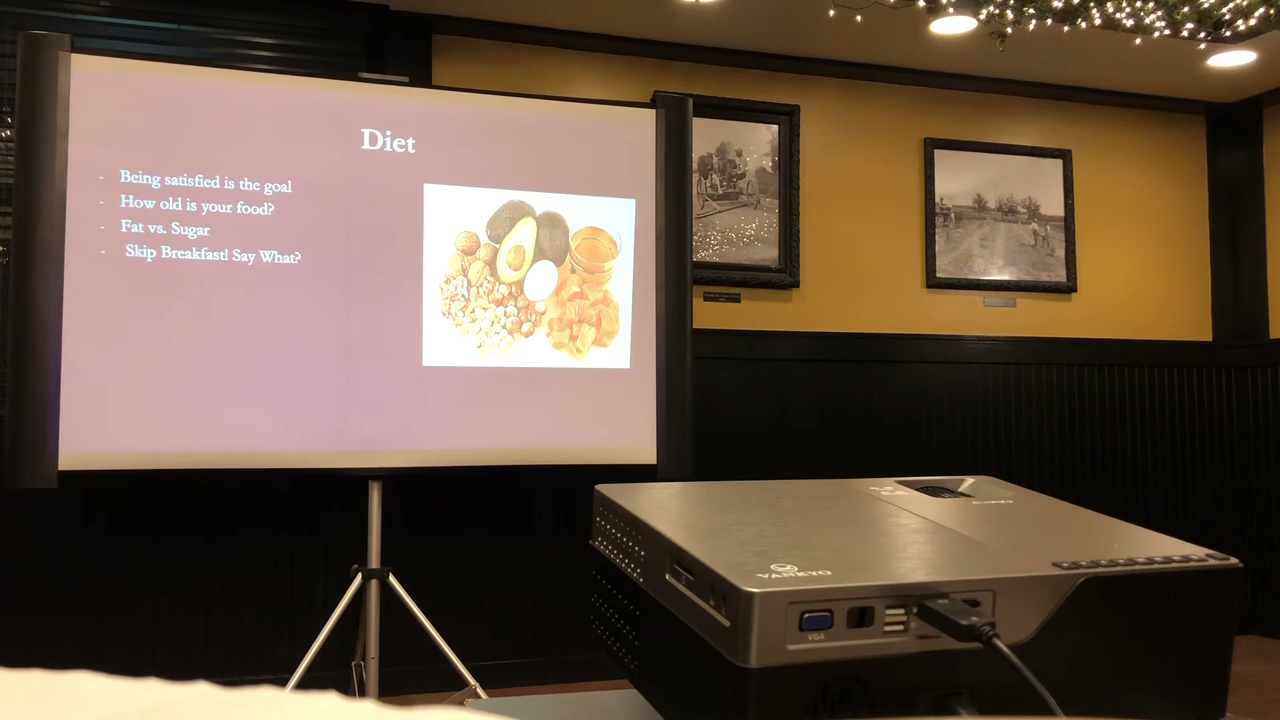 Diet
- Being satisfied is the goal
- How old is your food?
- Fat vs. Sugar
- Skip Breakfast! Say What?
VANKYO
VGA